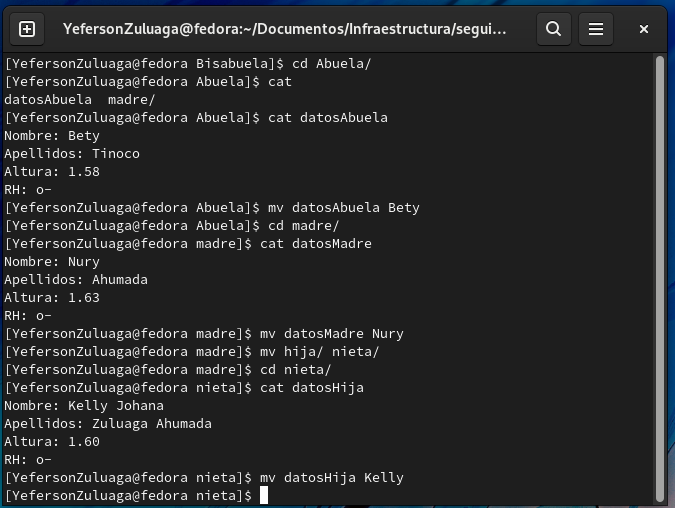 YefersonZuluaga@fedora:~/Documentos/Infraestructura/segui...
[YefersonZuluaga@fedora Bisabuela]$ cd Abuela/
[YefersonZuluaga@fedora Abuela]$ cat
datosAbuela  madre/
[YefersonZuluaga@fedora Abuela]$ cat datosAbuela
Nombre: Bety
Apellidos: Tinoco
Altura: 1.58
RH: o-
[YefersonZuluaga@fedora Abuela]$ mv datosAbuela Bety
[YefersonZuluaga@fedora Abuela]$ cd madre/
[YefersonZuluaga@fedora madre]$ cat datosMadre
Nombre: Nury
Apellidos: Ahumada
Altura: 1.63
RH: o-
[YefersonZuluaga@fedora madre]$ mv datosMadre Nury
[YefersonZuluaga@fedora madre]$ mv hija/ nieta/
[YefersonZuluaga@fedora madre]$ cd nieta/
[YefersonZuluaga@fedora nieta]$ cat datosHija
Nombre: Kelly Johana
Apellidos: Zuluaga Ahumada
Altura: 1.60
RH: o-
[YefersonZuluaga@fedora nieta]$ mv datosHija Kelly
[YefersonZuluaga@fedora nieta]$